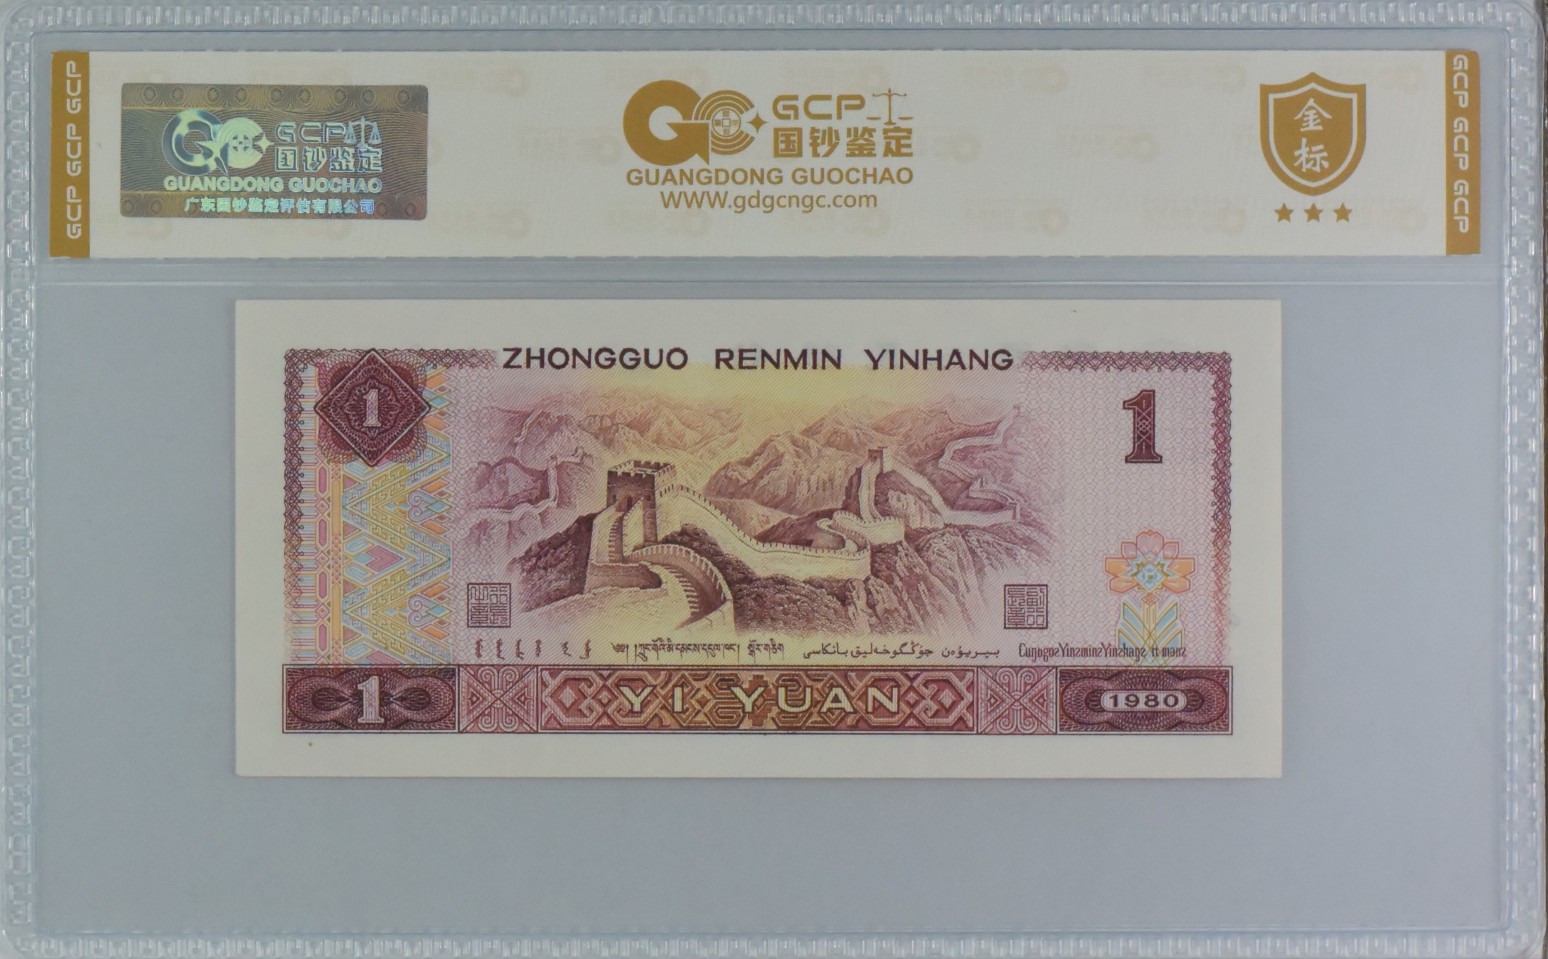 GCP GCP GCP
GCP
国钞鉴定
GUANGDONG GUOCHAO
广东国钞鉴定评估有限公司
GCP
国钞鉴定
GUANGDONG GUOCHAO
www.gdgcngc.com
金标
GCP GCP GCP
ZHONGGUO RENMIN YINHANG
1
1
1 YI YUAN 1980